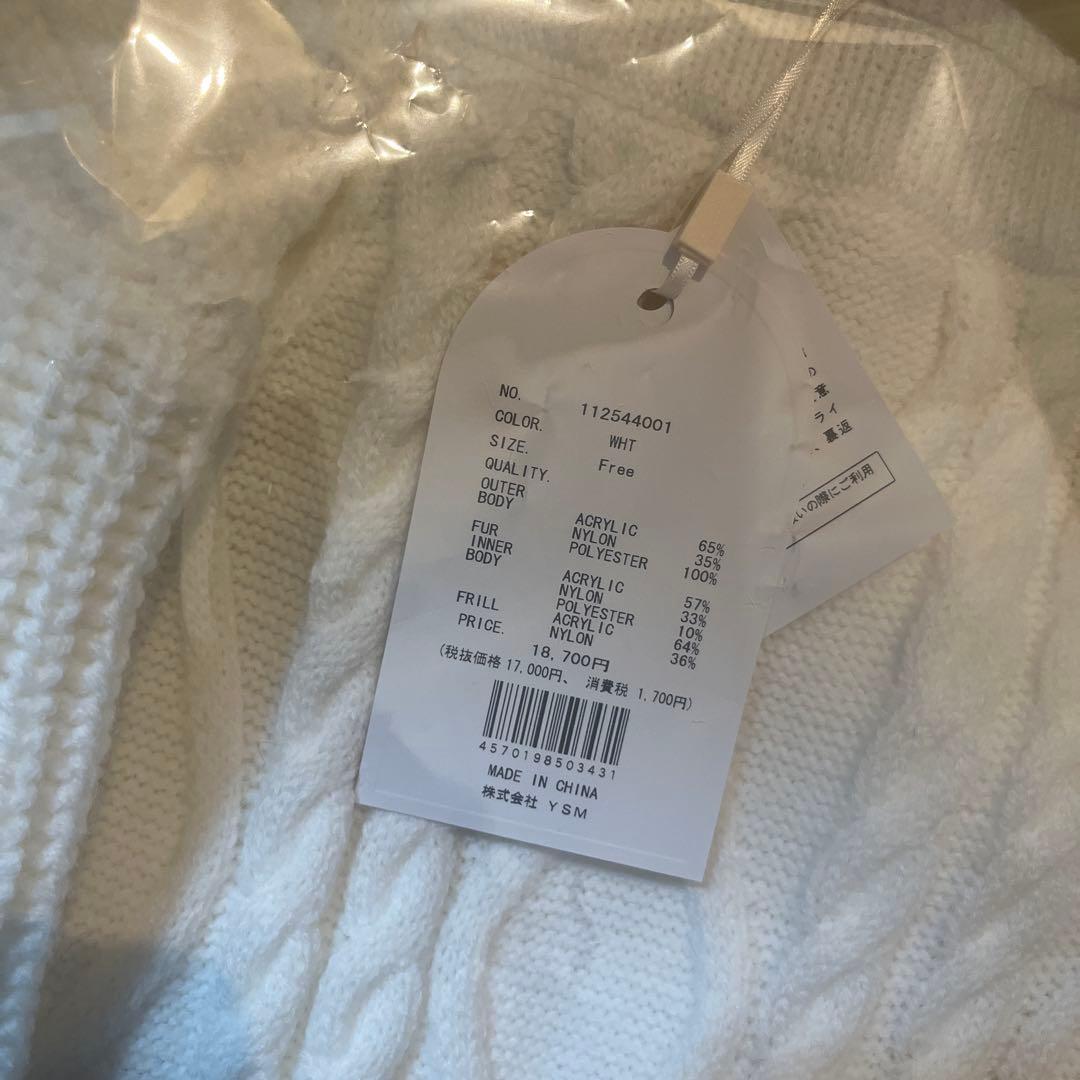 NO. 112544001
COLOR. WHT
SIZE. Free
QUALITY.
OUTER
BODY ACRYLIC 65%
NYLON 35%
FUR POLYESTER 100%
INNER
BODY ACRYLIC 57%
NYLON 33%
POLYESTER 10%
FRILL ACRYLIC 64%
NYLON 36%
PRICE. 18,700円
(税抜価格 17,000円、 消費税 1,700円)
4570198503431
MADE IN CHINA
株式会社 YSM
の
意
ライ
、裏返
いの際にご利用